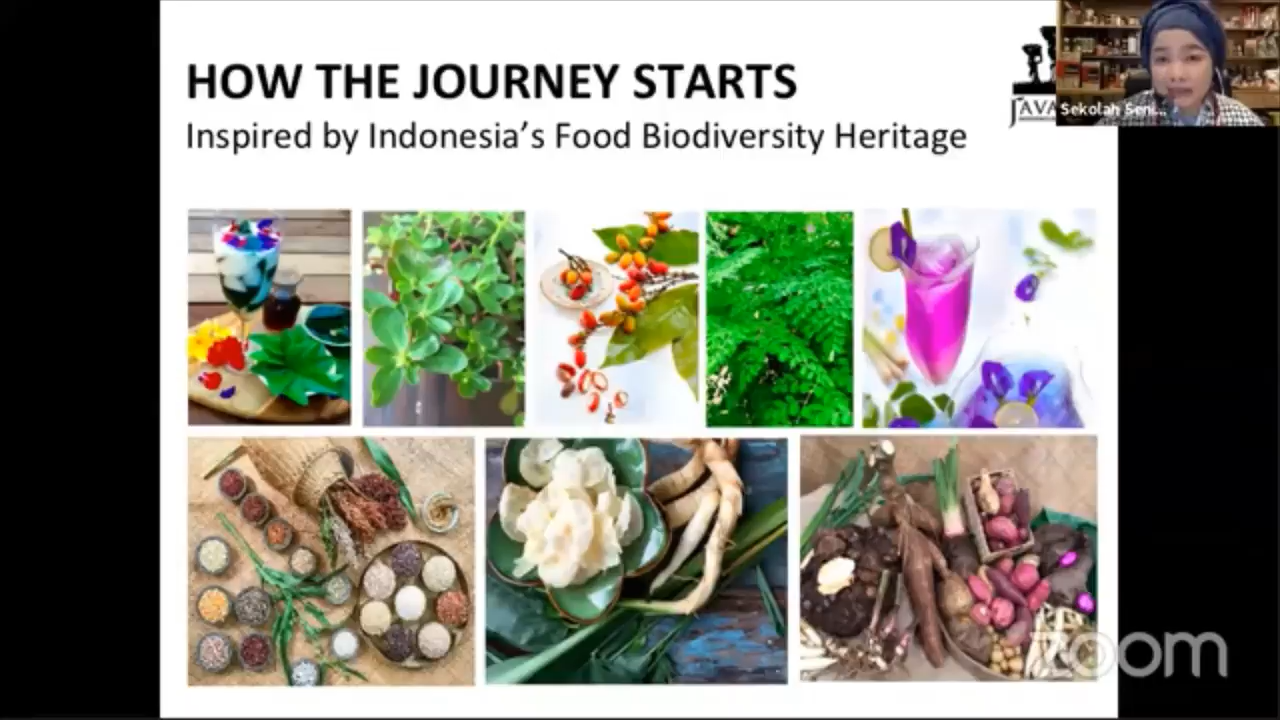 HOW THE JOURNEY STARTS
Inspired by Indonesia's Food Biodiversity Heritage
JAVA
Sekolah Seni...
zoom